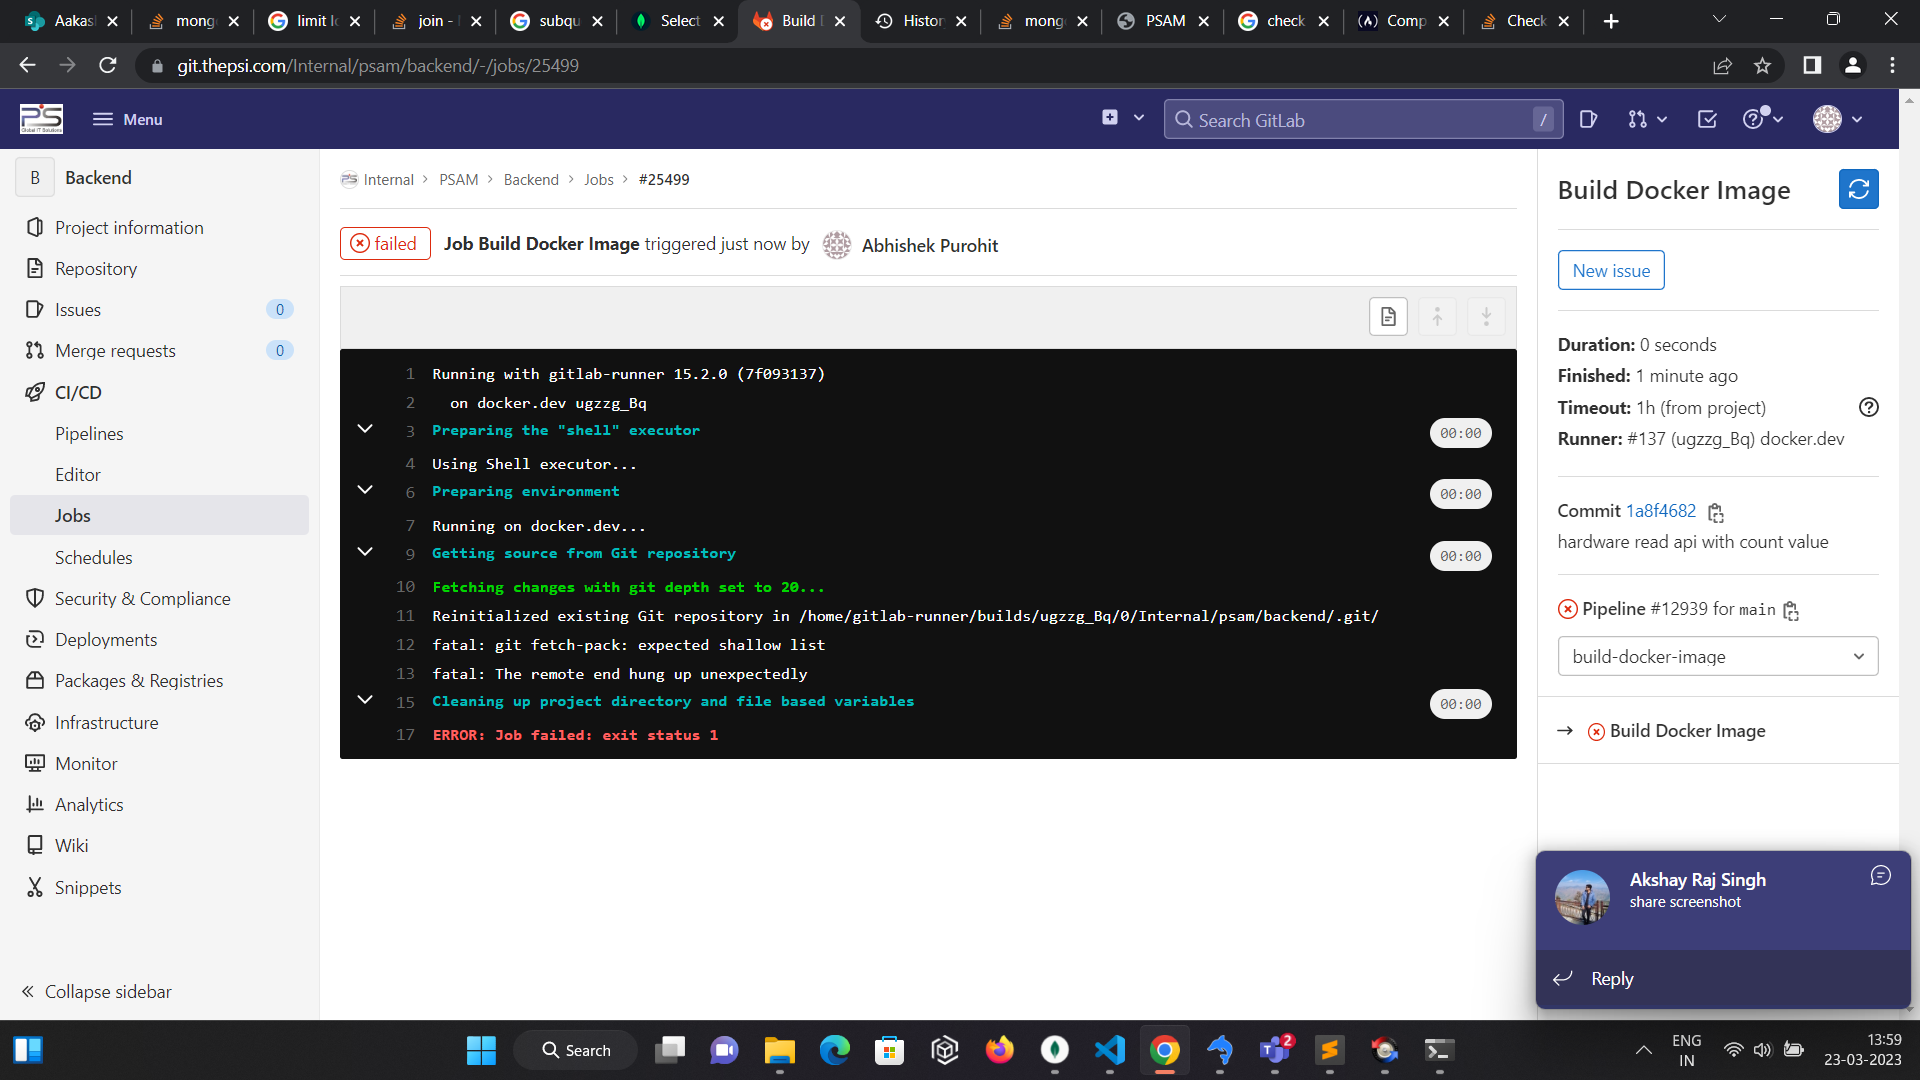 Aakas
mong
limit lo
join -
subqu
Select
Build D
Histor
mong
PSAM
check
Comp
Check
git.thepsi.com/Internal/psam/backend/-/jobs/25499
PS
Global IT Solutions
Menu
Search GitLab
/
B
Backend
Project information
Repository
Issues
0
Merge requests
0
CI/CD
Pipelines
Editor
Jobs
Schedules
Security & Compliance
Deployments
Packages & Registries
Infrastructure
Monitor
Analytics
Wiki
Snippets
Collapse sidebar
Internal > PSAM > Backend > Jobs > #25499
failed
Job Build Docker Image triggered just now by Abhishek Purohit
1 Running with gitlab-runner 15.2.0 (7f093137)
2 on docker.dev ugzzg_Bq
3 Preparing the "shell" executor 00:00
4 Using Shell executor...
6 Preparing environment 00:00
7 Running on docker.dev...
9 Getting source from Git repository 00:00
10 Fetching changes with git depth set to 20...
11 Reinitialized existing Git repository in /home/gitlab-runner/builds/ugzzg_Bq/0/Internal/psam/backend/.git/
12 fatal: git fetch-pack: expected shallow list
13 fatal: The remote end hung up unexpectedly
15 Cleaning up project directory and file based variables 00:00
17 ERROR: Job failed: exit status 1
Build Docker Image
New issue
Duration: 0 seconds
Finished: 1 minute ago
Timeout: 1h (from project)
Runner: #137 (ugzzg_Bq) docker.dev
Commit 1a8f4682
hardware read api with count value
Pipeline #12939 for main
build-docker-image
→ Build Docker Image
Akshay Raj Singh
share screenshot
Reply
Search
2
ENG
IN
13:59
23-03-2023